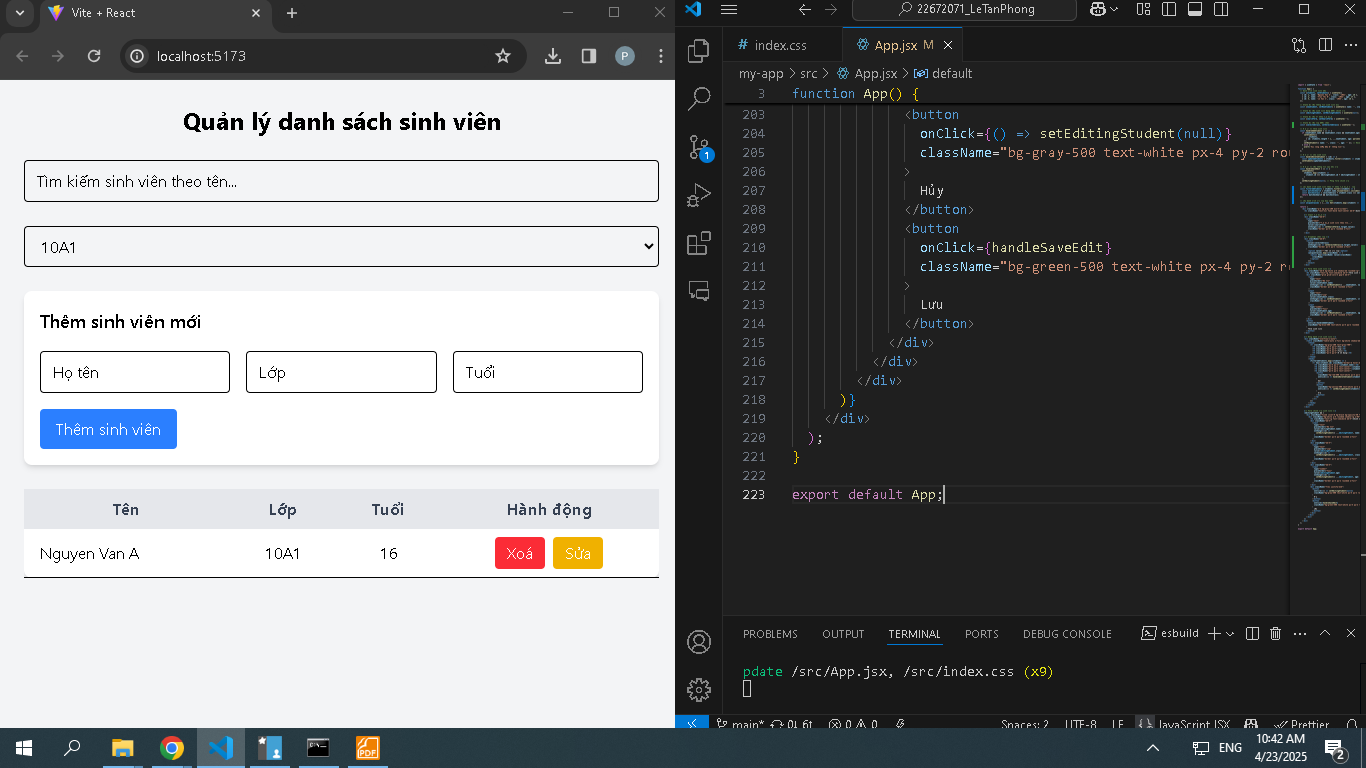 Vite + React
localhost:5173
P
Quản lý danh sách sinh viên
Tìm kiếm sinh viên theo tên...
10A1
Thêm sinh viên mới
Họ tên
Lớp
Tuổi
Thêm sinh viên
Tên Lớp Tuổi Hành động
Nguyen Van A 10A1 16 Xoá Sửa
22672071_LeTanPhong
# index.css
App.jsx M
my-app > src > App.jsx > default
3 function App() {
203 <button
204 onClick={() => setEditingStudent(null)}
205 className="bg-gray-500 text-white px-4 py-2
206 >
207 Hủy
208 </button>
209 <button
210 onClick={handleSaveEdit}
211 className="bg-green-500 text-white px-4 py-2
212 >
213 Lưu
214 </button>
215 </div>
216 </div>
217 </div>
218 )}
219 </div>
220 );
221 }
222
223 export default App;
1
PROBLEMS OUTPUT TERMINAL PORTS DEBUG CONSOLE
esbuild
pdate /src/App.jsx, /src/index.css (x9)
main* 0↓ 6↑ 0 0
Spaces: 2 UTF-8 LF JavaScript JSX Prettier
PDF
ENG
10:42 AM
4/23/2025
2